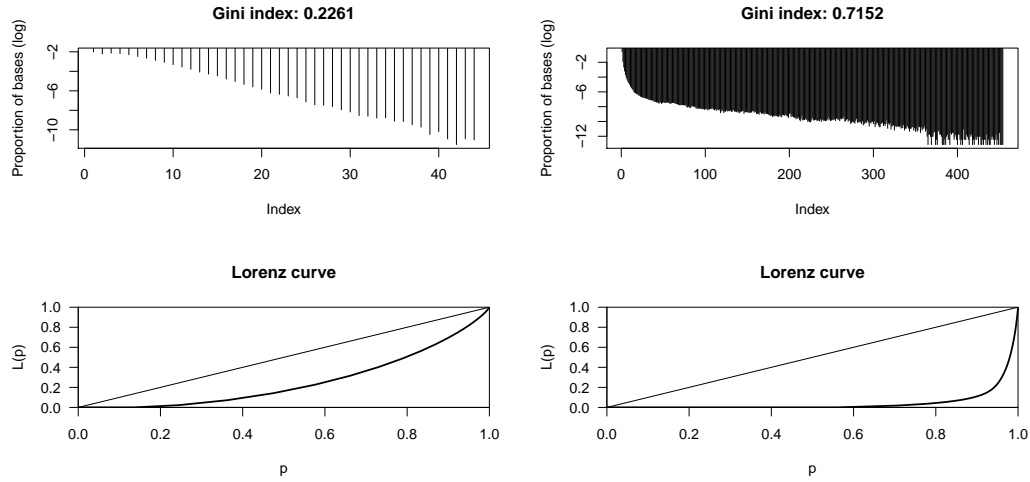 Gini index: 0.2261
Proportion of bases (log)
-2
-6
-10
0 10 20 30 40
Index
Gini index: 0.7152
Proportion of bases (log)
-2
-6
-12
0 100 200 300 400
Index
Lorenz curve
L(p)
1.0
0.8
0.6
0.4
0.2
0.0
0.0 0.2 0.4 0.6 0.8 1.0
p
Lorenz curve
L(p)
1.0
0.8
0.6
0.4
0.2
0.0
0.0 0.2 0.4 0.6 0.8 1.0
p